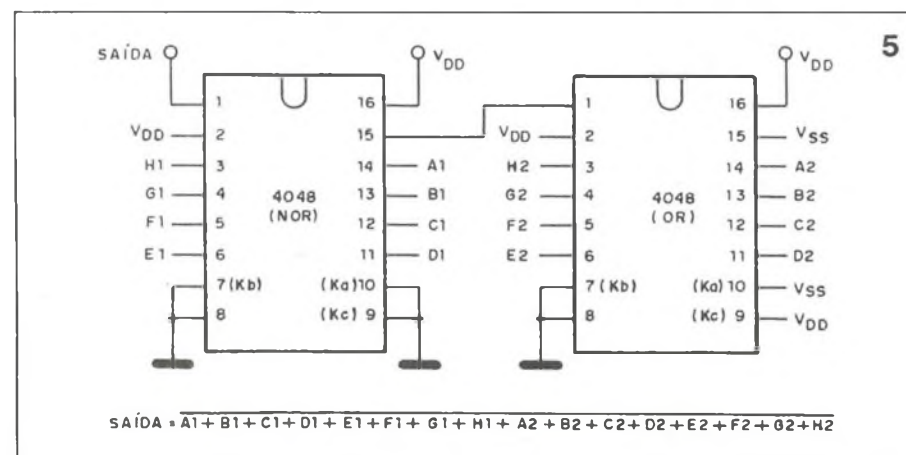 5
SAÍDA VDD VDD
1 16 1 16
VDD 2 15 VDD 2 15 VSS
H1 3 14 A1 H2 3 14 A2
G1 4 4048 13 B1 G2 4 4048 13 B2
F1 5 (NOR) 12 C1 F2 5 (OR) 12 C2
E1 6 11 D1 E2 6 11 D2
7 (Kb) (Ka) 10 7 (Kb) (Ka) 10 VSS
8 (Kc) 9 8 (Kc) 9 VDD
SAÍDA = A1 + B1 + C1 + D1 + E1 + F1 + G1 + H1 + A2 + B2 + C2 + D2 + E2 + F2 + G2 + H2